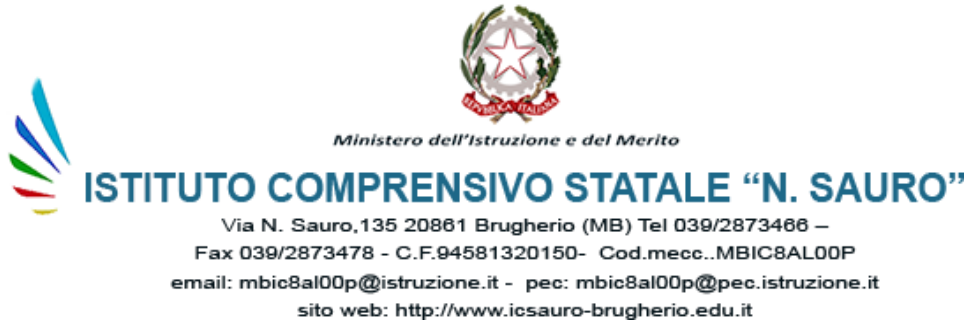 REPVBBLICA ITALIANA
Ministero dell'Istruzione e del Merito
ISTITUTO COMPRENSIVO STATALE “N. SAURO”
Via N. Sauro,135 20861 Brugherio (MB) Tel 039/2873466 –
Fax 039/2873478 - C.F.94581320150- Cod.mecc..MBIC8AL00P
email: mbic8al00p@istruzione.it - pec: mbic8al00p@pec.istruzione.it
sito web: http://www.icsauro-brugherio.edu.it